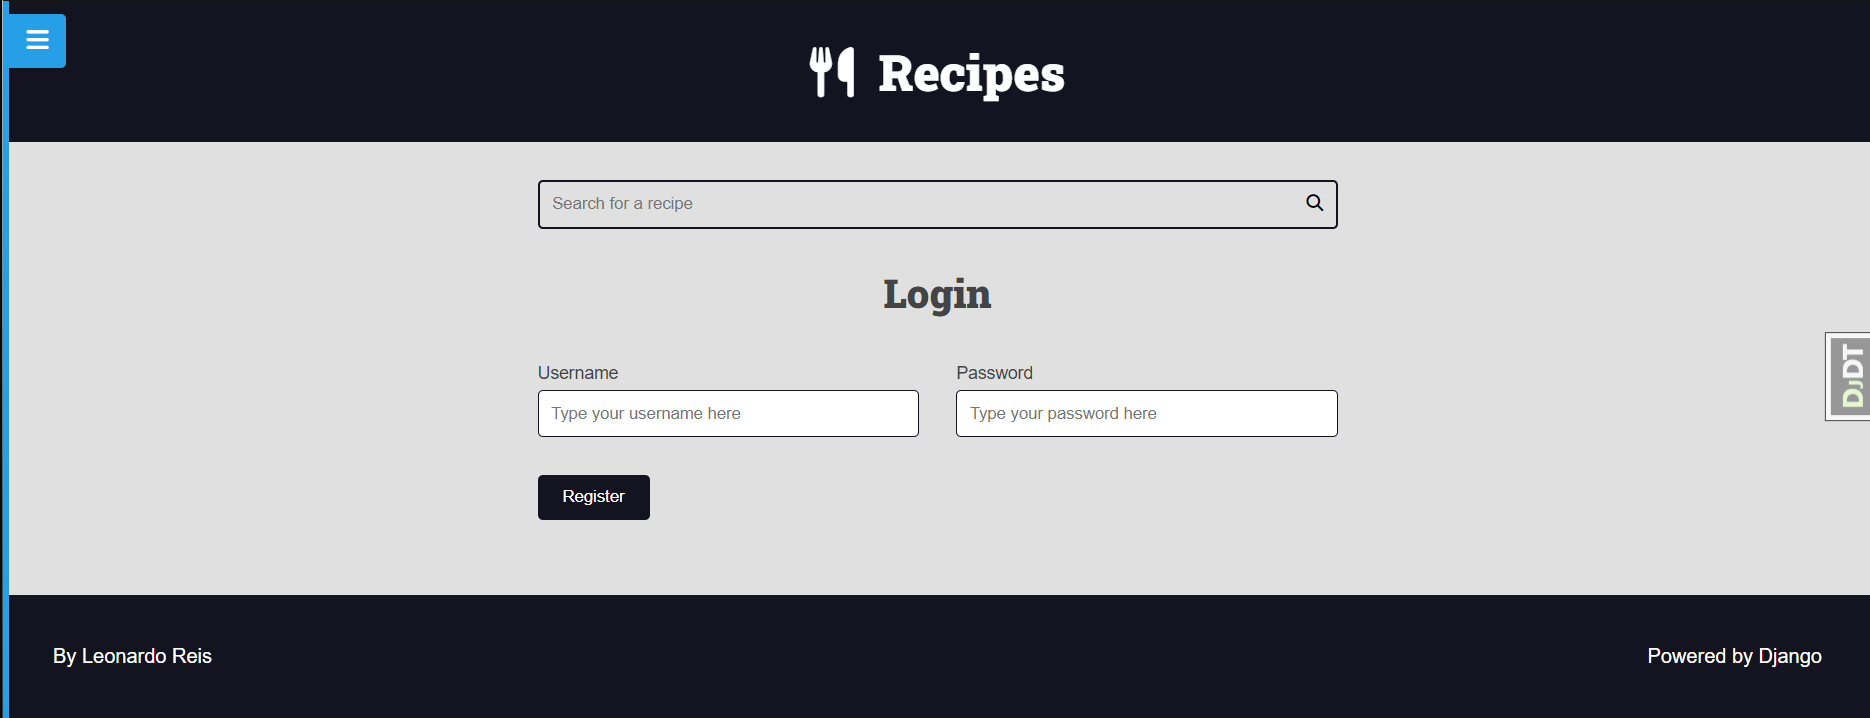 Recipes
Search for a recipe
Login
Username
Password
Type your username here
Type your password here
DJDT
Register
By Leonardo Reis
Powered by Django